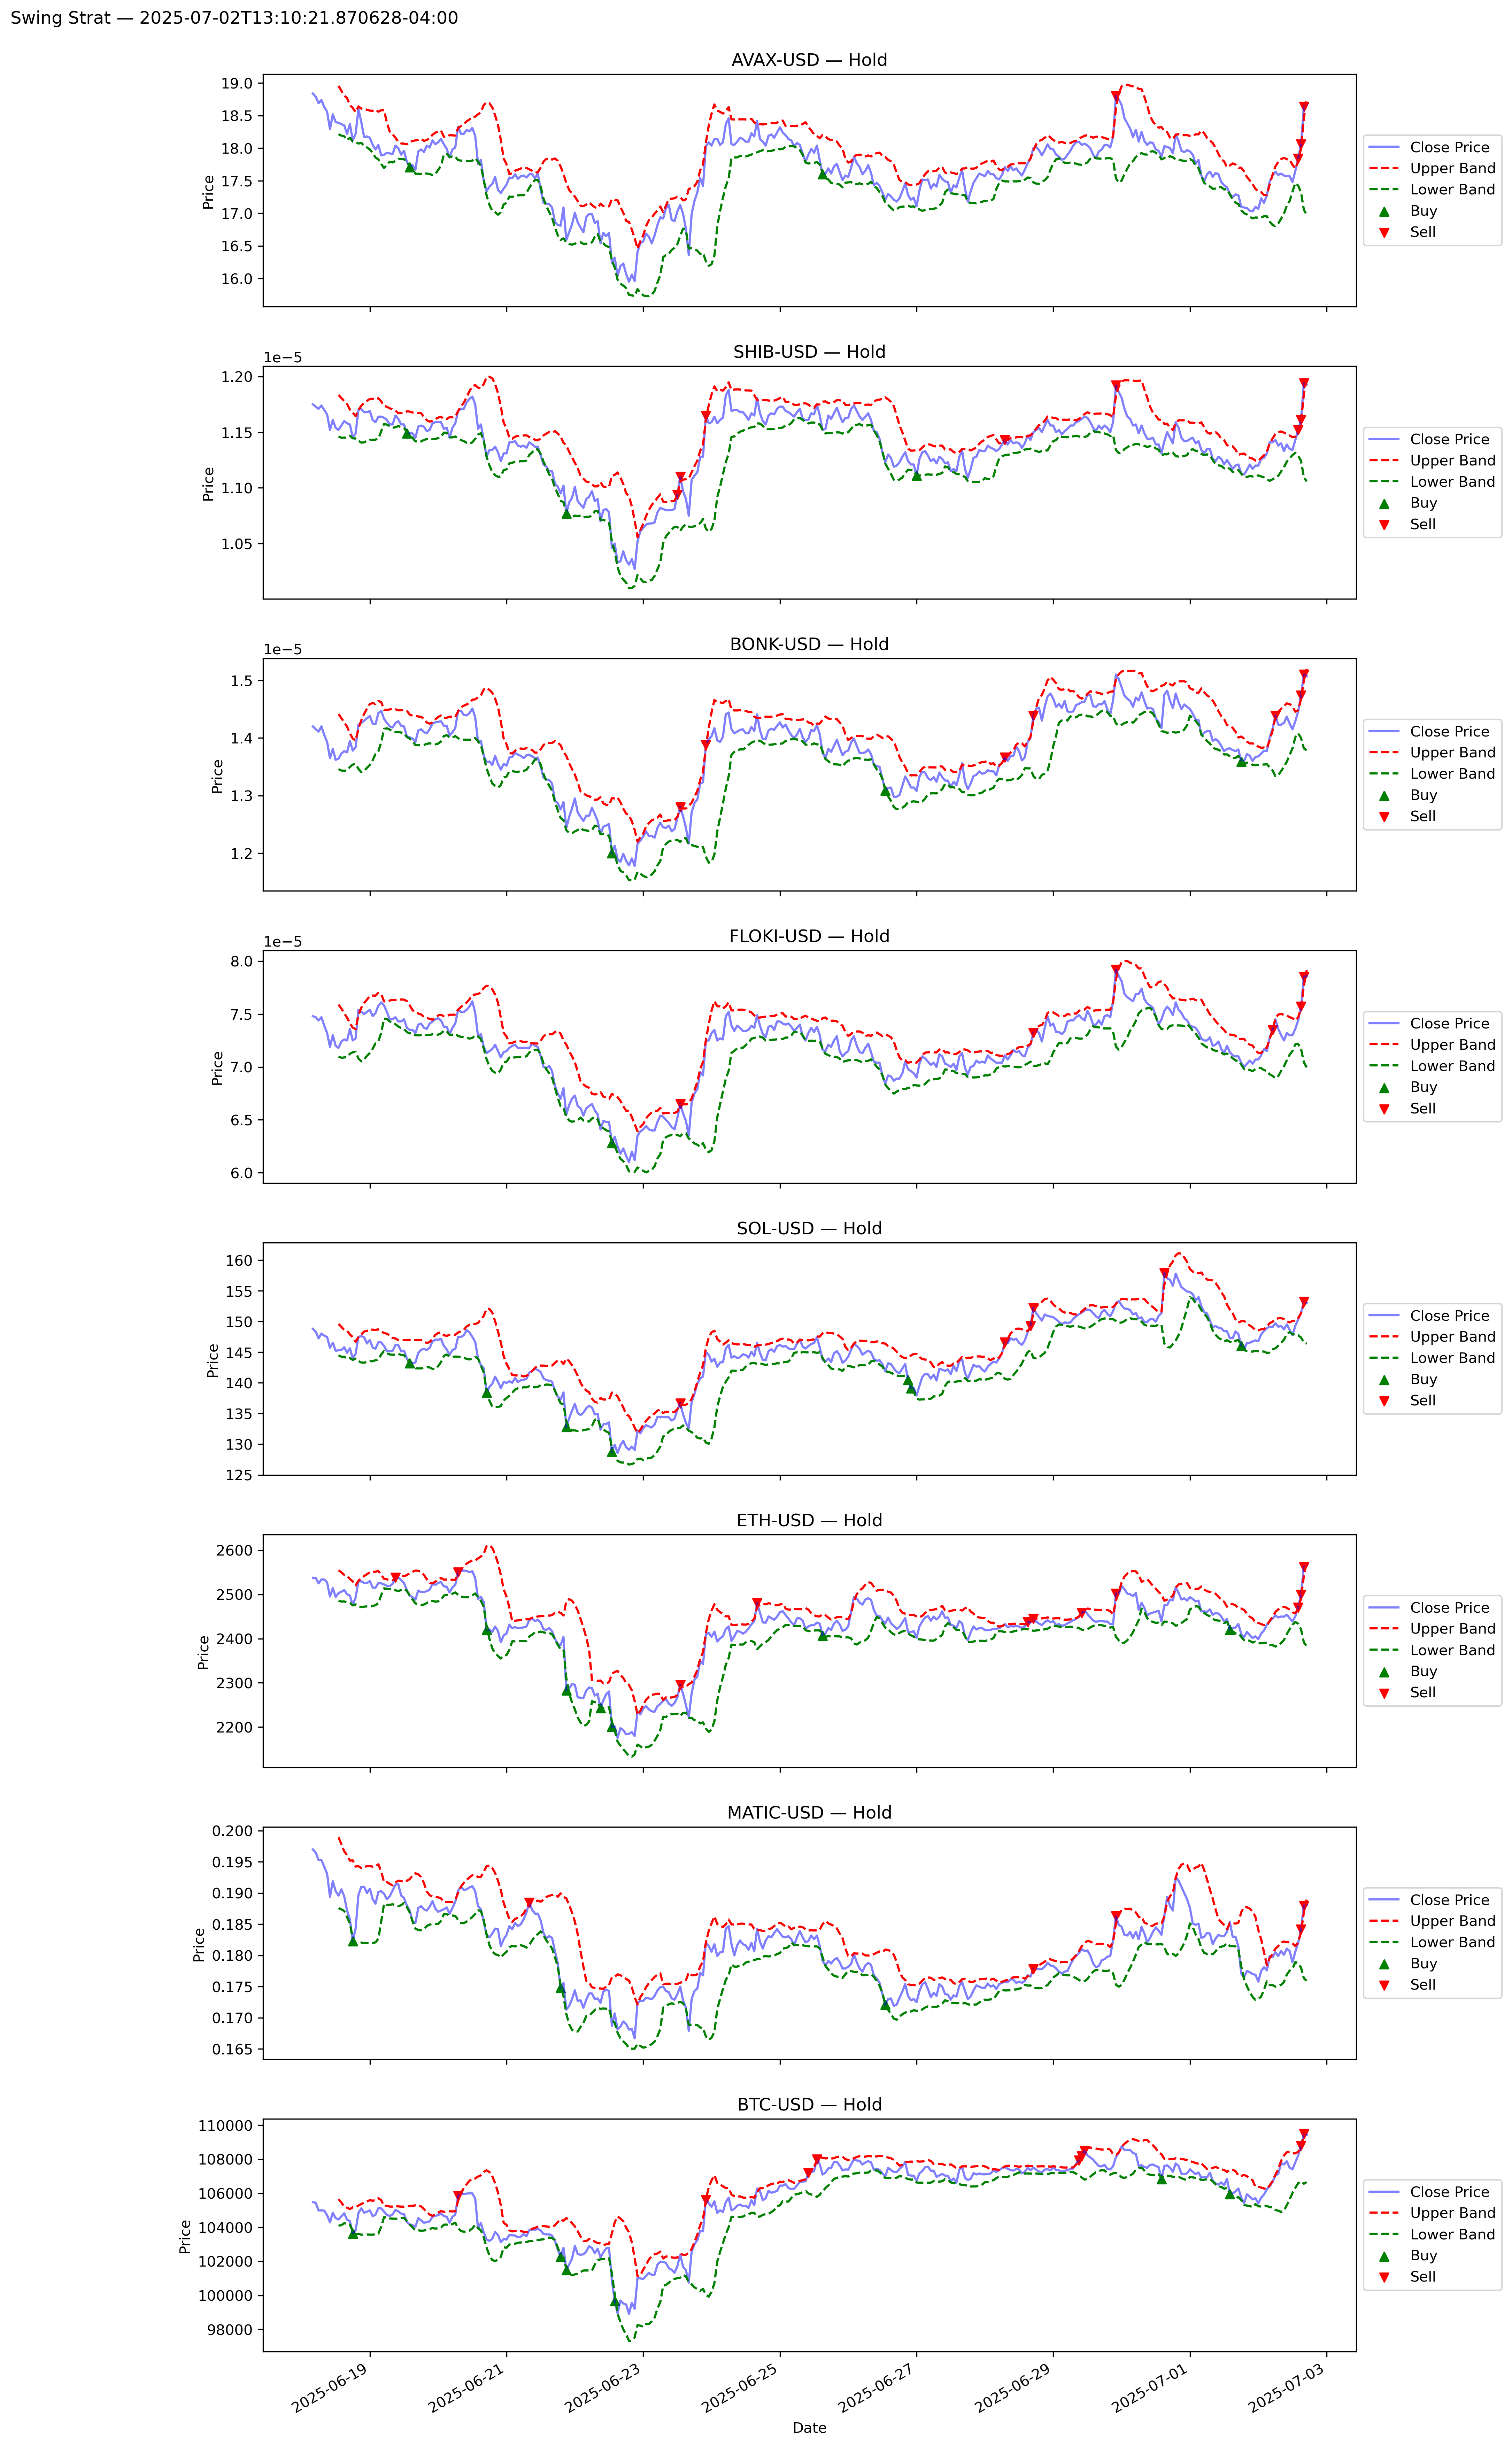 Swing Strat — 2025-07-02T13:10:21.870628-04:00
AVAX-USD — Hold
19.0
18.5
18.0
17.5
17.0
16.5
16.0
Price
Close Price
Upper Band
Lower Band
Buy
Sell
SHIB-USD — Hold
1e−5
1.20
1.15
1.10
1.05
Price
Close Price
Upper Band
Lower Band
Buy
Sell
BONK-USD — Hold
1e−5
1.5
1.4
1.3
1.2
Price
Close Price
Upper Band
Lower Band
Buy
Sell
FLOKI-USD — Hold
1e−5
8.0
7.5
7.0
6.5
6.0
Price
Close Price
Upper Band
Lower Band
Buy
Sell
SOL-USD — Hold
160
155
150
145
140
135
130
125
Price
Close Price
Upper Band
Lower Band
Buy
Sell
ETH-USD — Hold
2600
2500
2400
2300
2200
Price
Close Price
Upper Band
Lower Band
Buy
Sell
MATIC-USD — Hold
0.200
0.195
0.190
0.185
0.180
0.175
0.170
0.165
Price
Close Price
Upper Band
Lower Band
Buy
Sell
BTC-USD — Hold
110000
108000
106000
104000
102000
100000
98000
Price
Close Price
Upper Band
Lower Band
Buy
Sell
2025-06-19
2025-06-21
2025-06-23
2025-06-25
2025-06-27
2025-06-29
2025-07-01
2025-07-03
Date